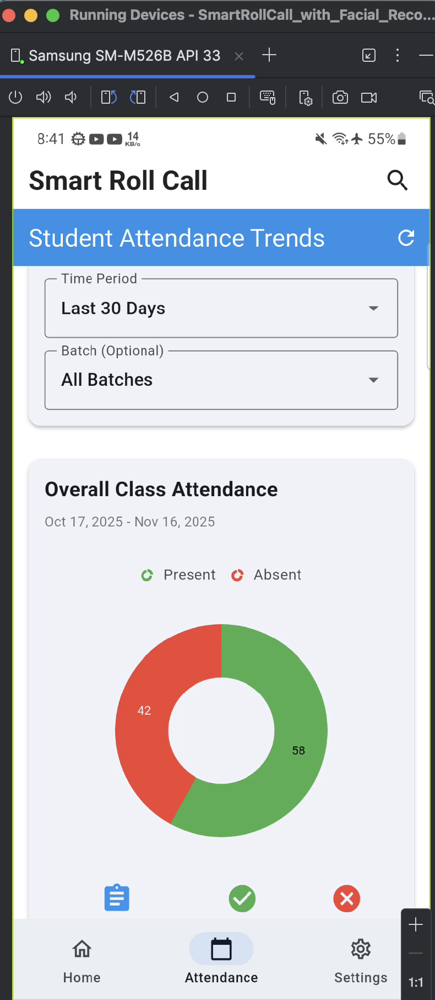 Running Devices - SmartRollCall_with_Facial_Reco...
Samsung SM-M526B API 33
8:41 14 KB/s 55%
Smart Roll Call
Student Attendance Trends
Time Period
Last 30 Days
Batch (Optional)
All Batches
Overall Class Attendance
Oct 17, 2025 - Nov 16, 2025
Present Absent
42
58
Home Attendance Settings
1:1